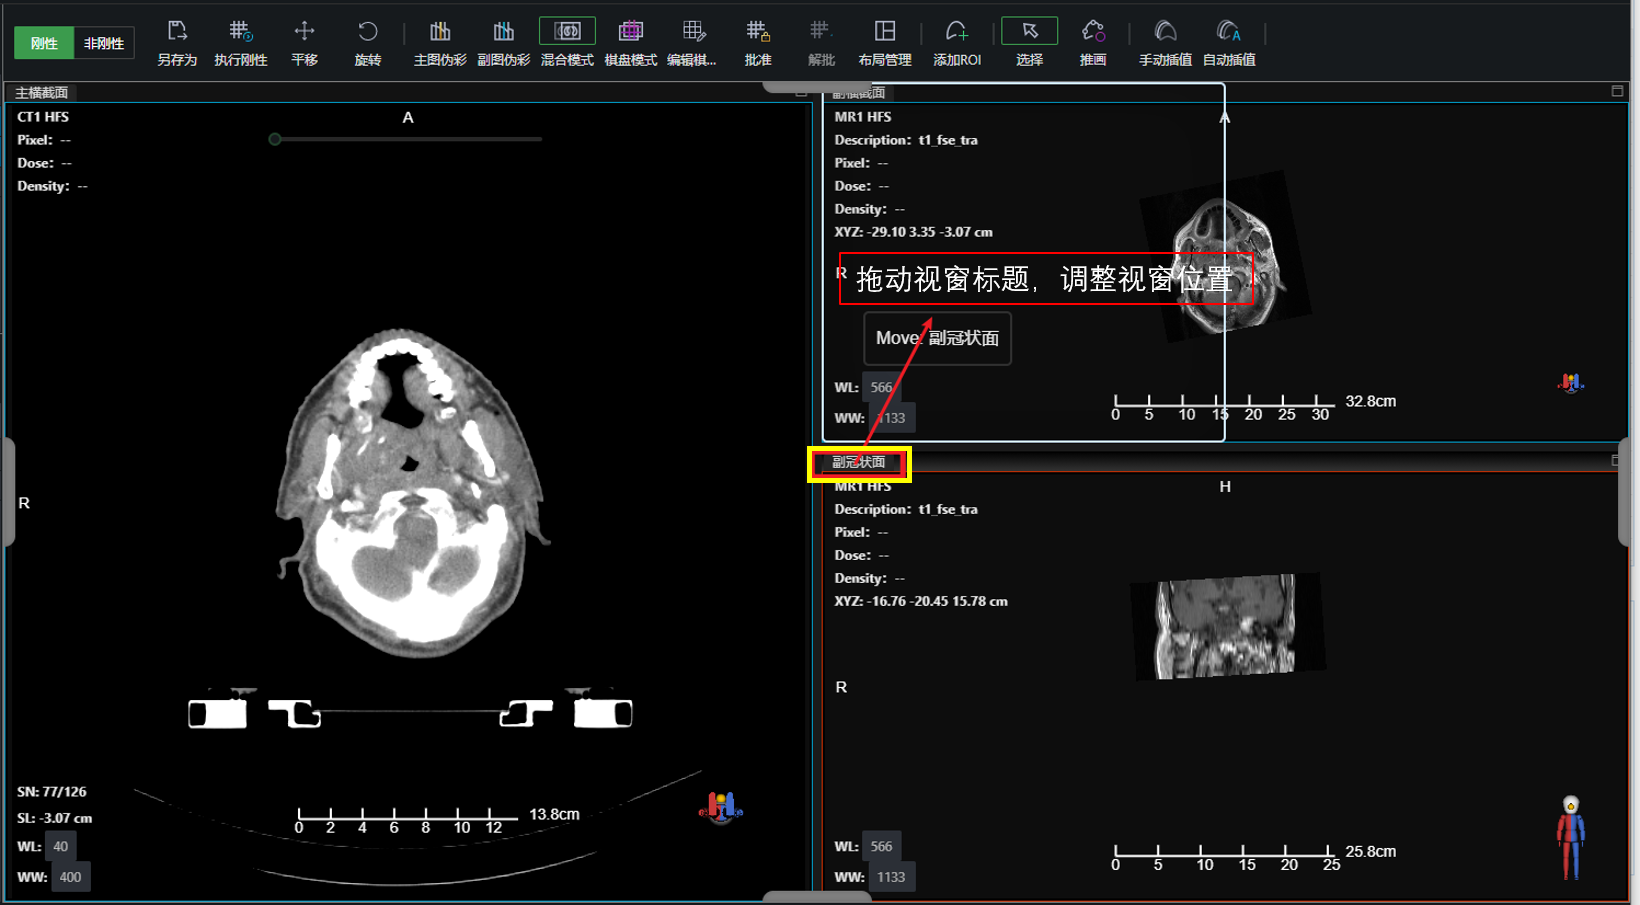 刚性 非刚性 另存为 执行刚性 平移 旋转 主图伪彩 副图伪彩 混合模式 棋盘模式 编辑棋... 批准 解批 布局管理 添加ROI 选择 推画 手动插值 自动插值
主横截面
CT1 HFS
A
Pixel: --
Dose: --
Density: --
R
SN: 77/126
SL: -3.07 cm
WL: 40
WW: 400
0 2 4 6 8 10 12 13.8cm
副横截面
MR1 HFS
A
Description: t1_fse_tra
Pixel: --
Dose: --
Density: --
XYZ: -29.10 3.35 -3.07 cm
R
拖动视窗标题，调整视窗位置
Move: 副冠状面
WL: 566
WW: 1133
0 5 10 15 20 25 30 32.8cm
副冠状面
MR1 HFS
H
Description: t1_fse_tra
Pixel: --
Dose: --
Density: --
XYZ: -16.76 -20.45 15.78 cm
R
WL: 566
WW: 1133
0 5 10 15 20 25 25.8cm